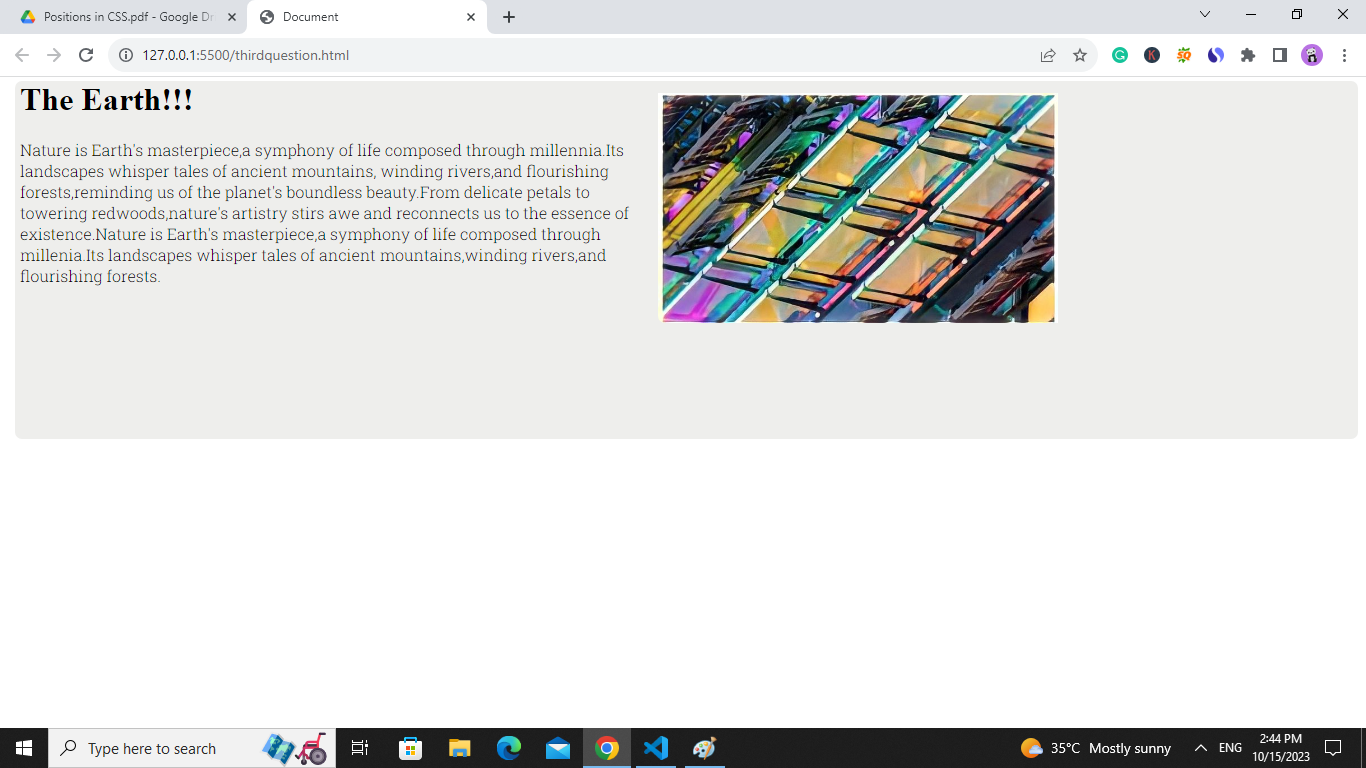 Positions in CSS.pdf - Google Dr
Document
127.0.0.1:5500/thirdquestion.html
The Earth!!!
Nature is Earth's masterpiece,a symphony of life composed through millennia.Its
landscapes whisper tales of ancient mountains, winding rivers,and flourishing
forests,reminding us of the planet's boundless beauty.From delicate petals to
towering redwoods,nature's artistry stirs awe and reconnects us to the essence of
existence.Nature is Earth's masterpiece,a symphony of life composed through
millenia.Its landscapes whisper tales of ancient mountains,winding rivers,and
flourishing forests.
Type here to search
35°C Mostly sunny
ENG
2:44 PM
10/15/2023